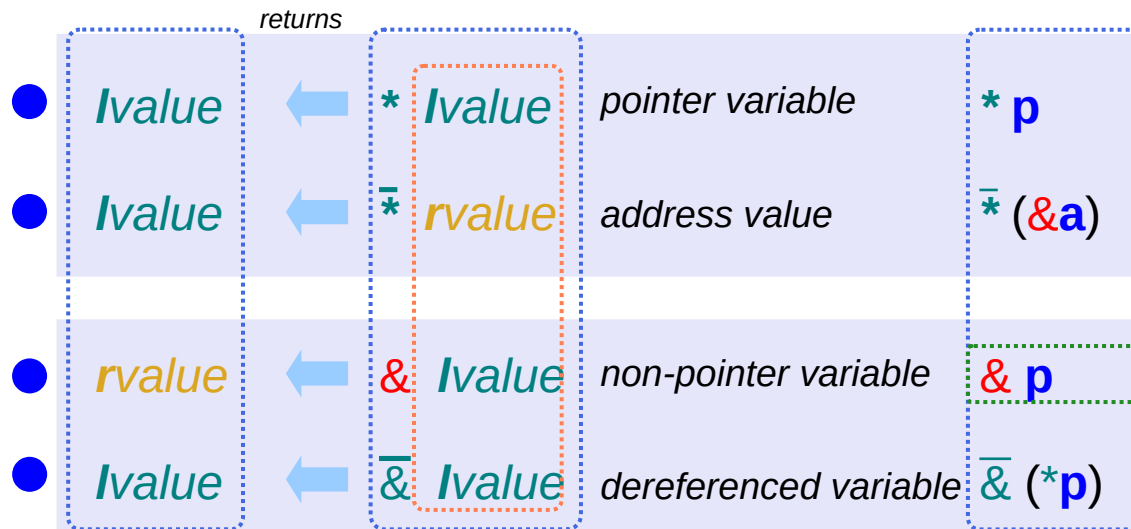 returns
lvalue * lvalue pointer variable * p
lvalue * rvalue address value * (&a)
rvalue & lvalue non-pointer variable & p
lvalue & lvalue dereferenced variable & (*p)